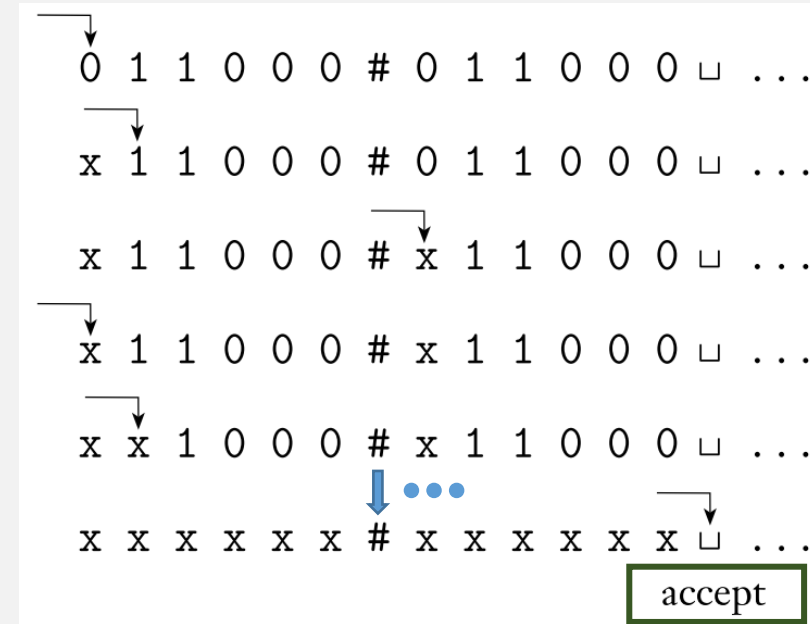 0 1 1 0 0 0 # 0 1 1 0 0 0 ⊔ ...
x 1 1 0 0 0 # 0 1 1 0 0 0 ⊔ ...
x 1 1 0 0 0 # x 1 1 0 0 0 ⊔ ...
x 1 1 0 0 0 # x 1 1 0 0 0 ⊔ ...
x x 1 0 0 0 # x 1 1 0 0 0 ⊔ ...
x x x x x x # x x x x x x ⊔ ...
accept